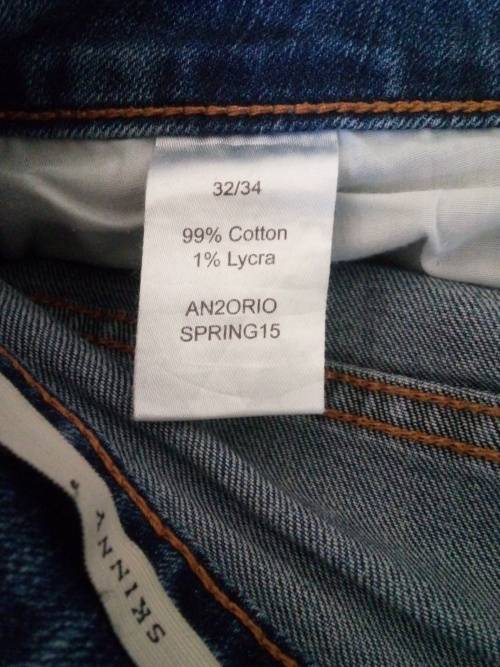 32/34
99% Cotton
1% Lycra
AN2ORIO
SPRING15
SKINNY